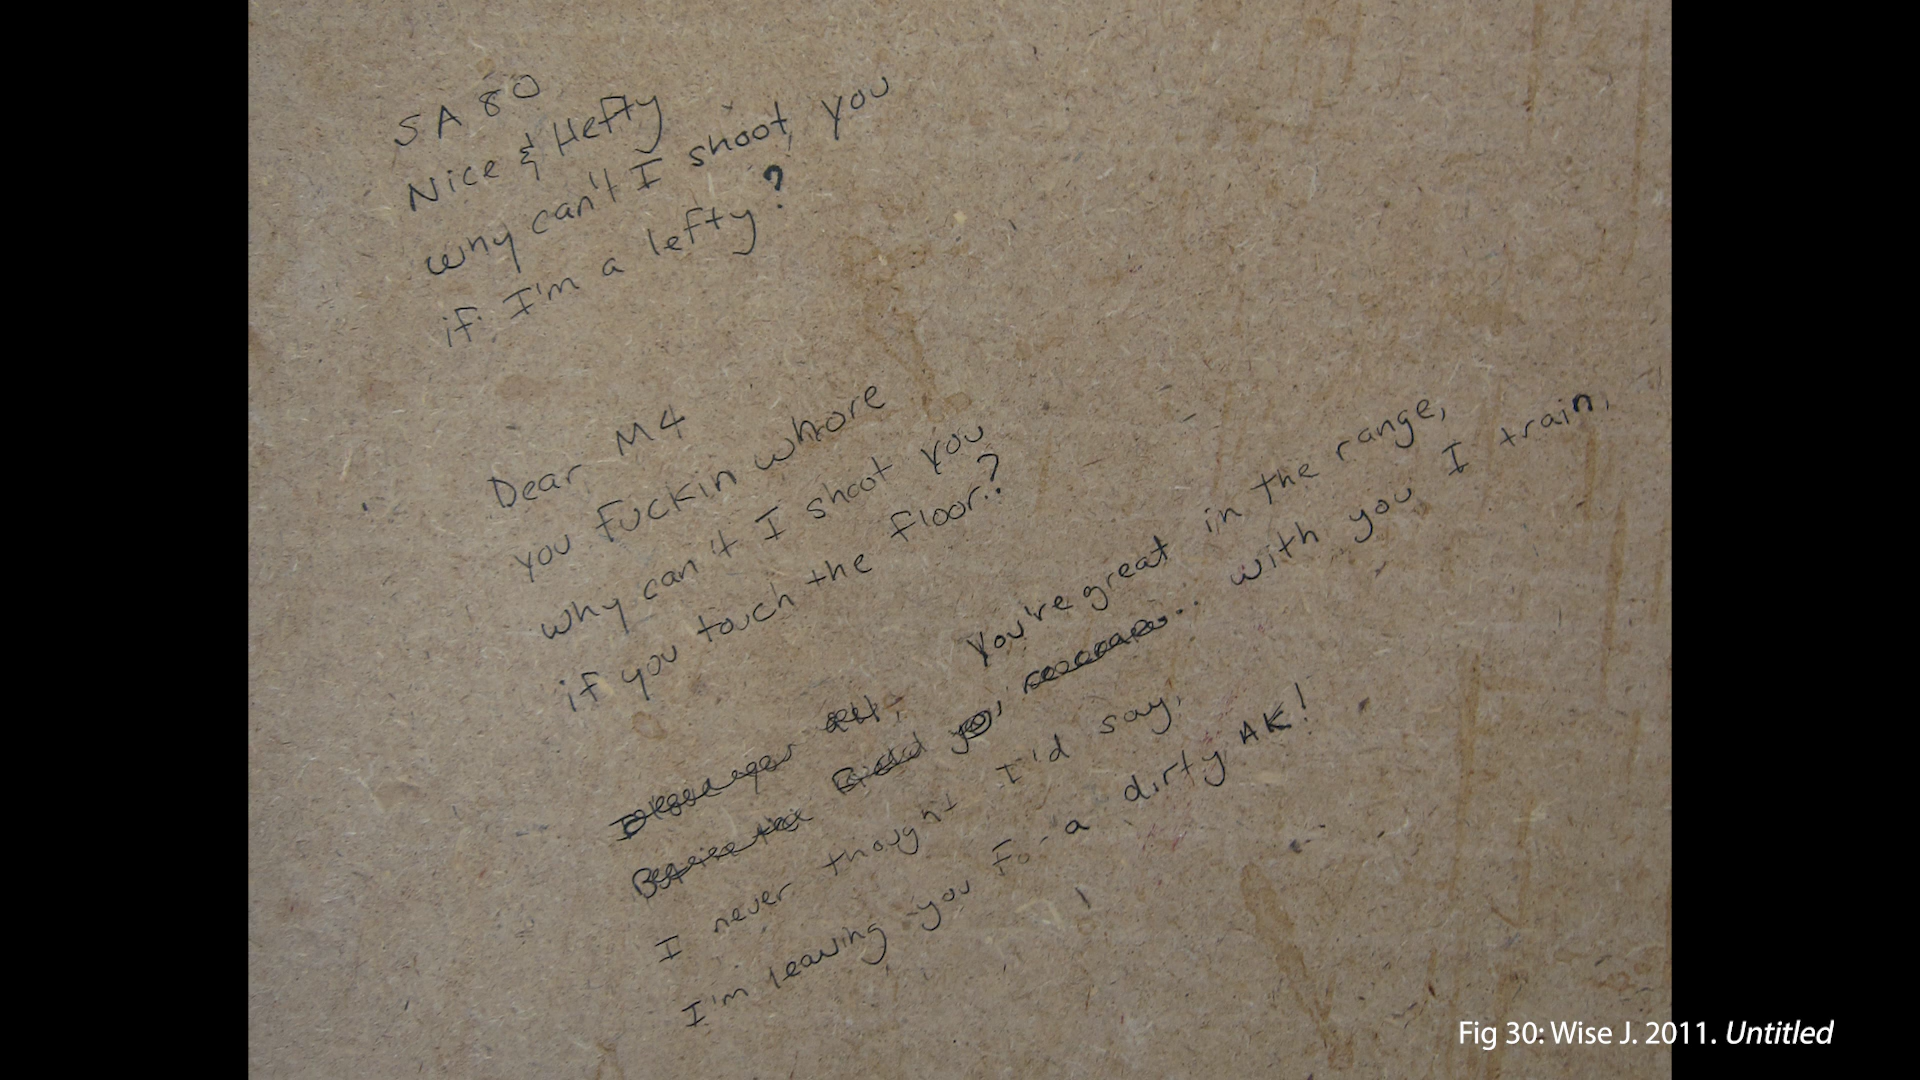 SA 80
Nice & Hefty
why can't I shoot you
if I'm a lefty?
Dear M4
you fuckin whore
why can't I shoot you
if you touch the floor?
You're great in the range,
with you I train,
I never thought I'd say,
I'm leaving you for a dirty AK!
Fig 30: Wise J. 2011. Untitled